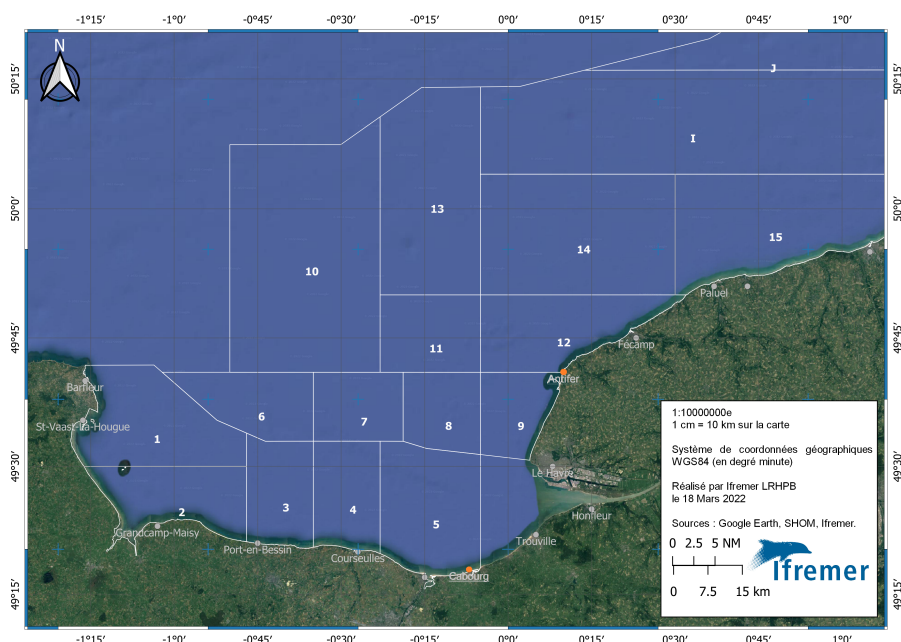 -1°15' -1°0' -0°45' -0°30' -0°15' 0°0' 0°15' 0°30' 0°45' 1°0'
N
50°15' 50°15'
J
I
13
50°0' 50°0'
14
15
10
Paluel
49°45' 49°45'
12
11
Fécamp
Antifer
Barfleur
6
7
8
9
St-Vaast-La-Hougue
1
49°30' 49°30'
Le Havre
2
3
4
5
Honfleur
Grandcamp-Maisy
Trouville
Port-en-Bessin
Courseulles
Cabourg
49°15' 49°15'
1:10000000e
1 cm = 10 km sur la carte
Système de coordonnées géographiques
WGS84 (en degré minute)
Réalisé par Ifremer LRHPB
le 18 Mars 2022
Sources : Google Earth, SHOM, Ifremer.
0 2.5 5 NM
Ifremer
0 7.5 15 km
-1°15' -1°0' -0°45' -0°30' -0°15' 0°0' 0°15' 0°30' 0°45' 1°0'